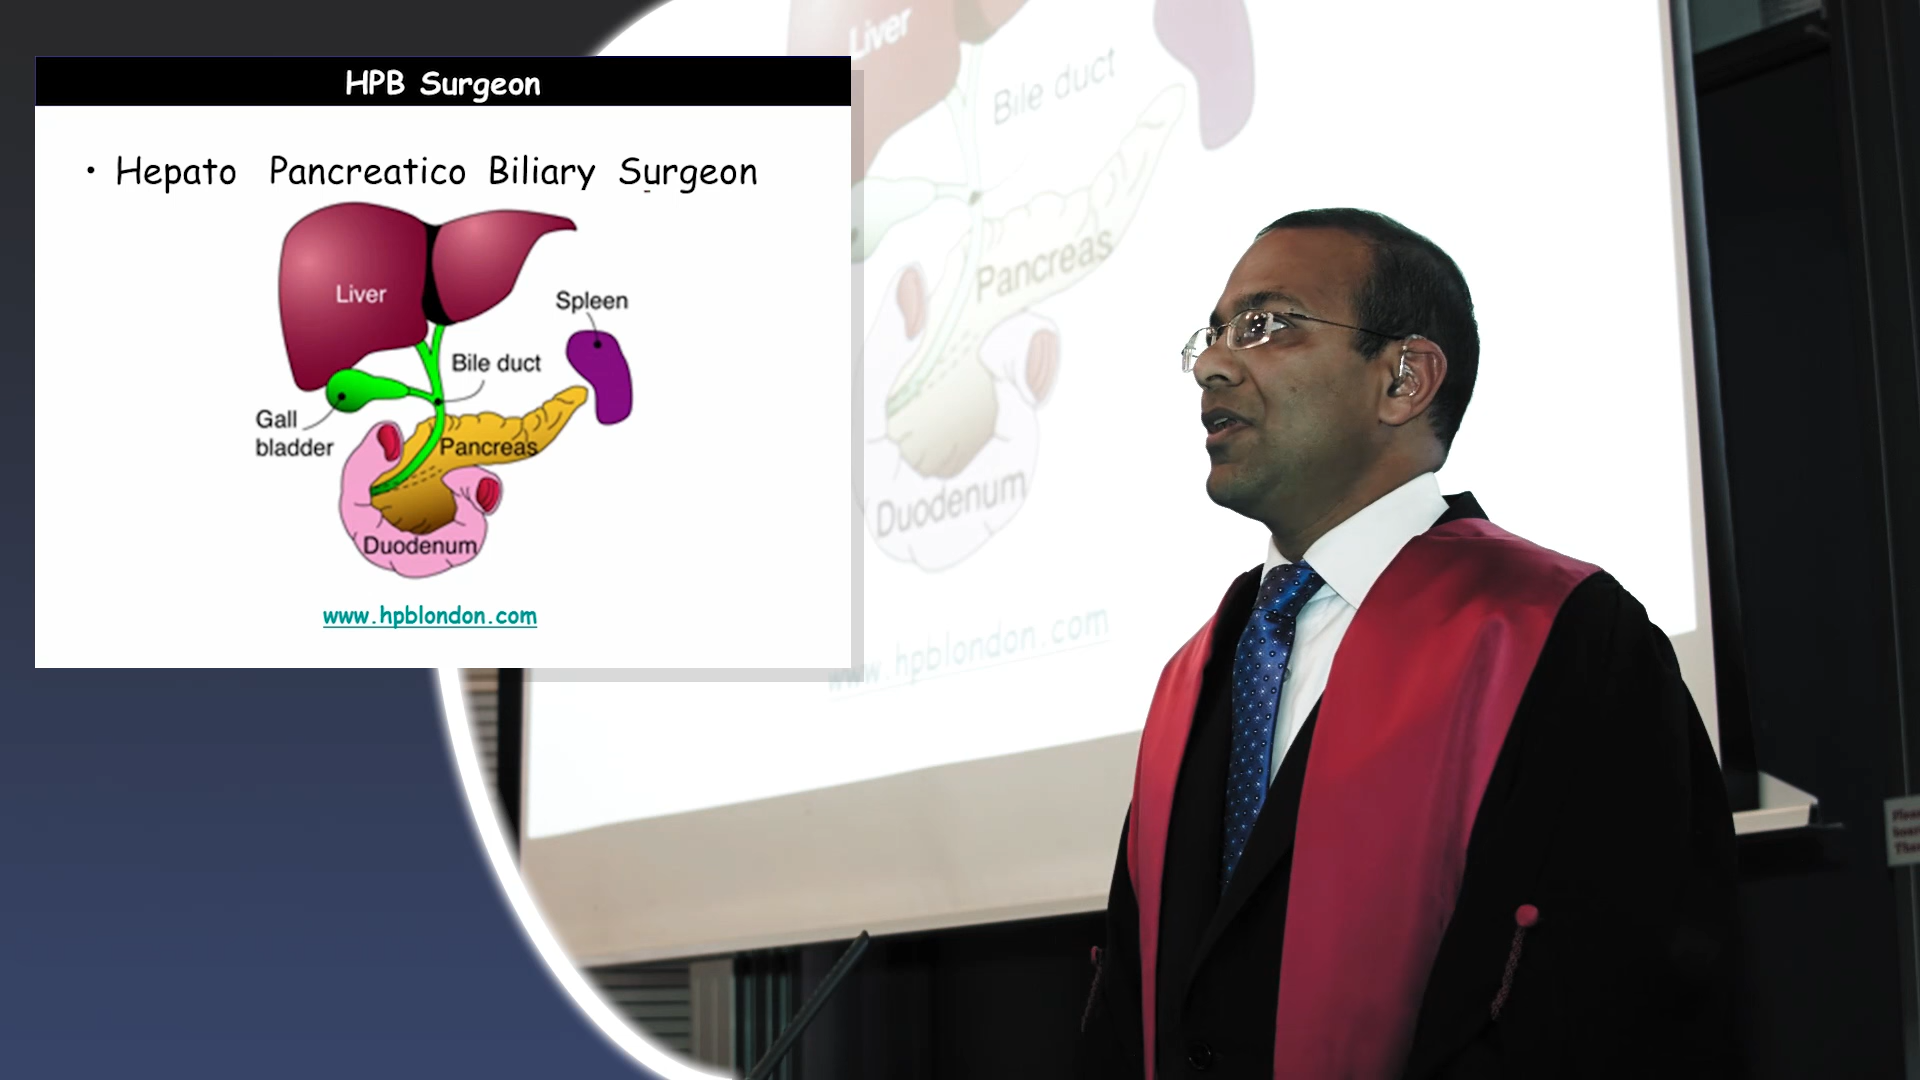 HPB Surgeon
• Hepato Pancreatico Biliary Surgeon
Liver
Spleen
Bile duct
Gall
bladder
Pancreas
Duodenum
www.hpblondon.com
Liver
Bile duct
Pancreas
Duodenum
www.hpblondon.com